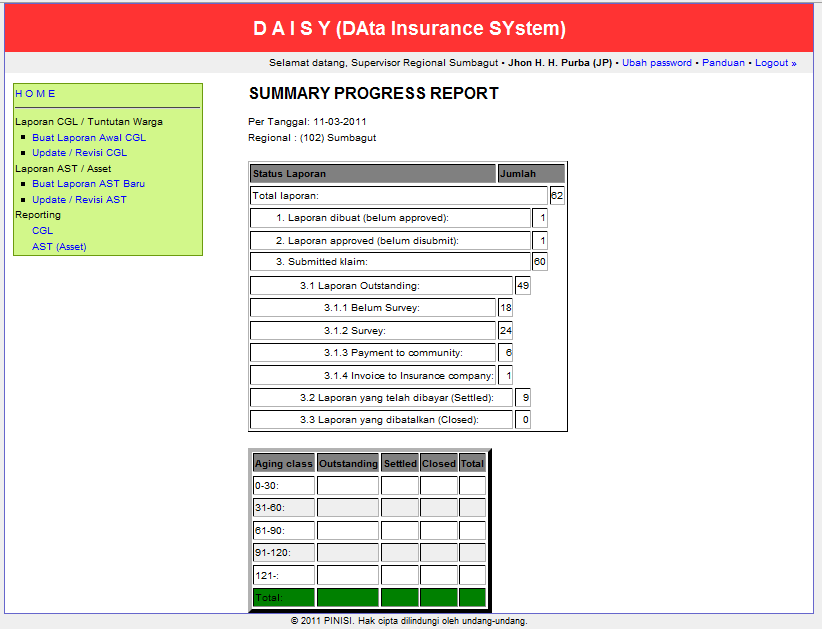 D A I S Y (DAta Insurance SYstem)
Selamat datang, Supervisor Regional Sumbagut • Jhon H. H. Purba (JP) • Ubah password • Panduan • Logout »
H O M E
Laporan CGL / Tuntutan Warga
Buat Laporan Awal CGL
Update / Revisi CGL
Laporan AST / Asset
Buat Laporan AST Baru
Update / Revisi AST
Reporting
CGL
AST (Asset)
SUMMARY PROGRESS REPORT
Per Tanggal: 11-03-2011
Regional : (102) Sumbagut
Status Laporan Jumlah
Total laporan: 62
1. Laporan dibuat (belum approved): 1
2. Laporan approved (belum disubmit): 1
3. Submitted klaim: 60
3.1 Laporan Outstanding: 49
3.1.1 Belum Survey: 18
3.1.2 Survey: 24
3.1.3 Payment to community: 6
3.1.4 Invoice to Insurance company: 1
3.2 Laporan yang telah dibayar (Settled): 9
3.3 Laporan yang dibatalkan (Closed): 0
Aging class Outstanding Settled Closed Total
0-30:
31-60:
61-90:
91-120:
121-:
Total:
© 2011 PINISI. Hak cipta dilindungi oleh undang-undang.